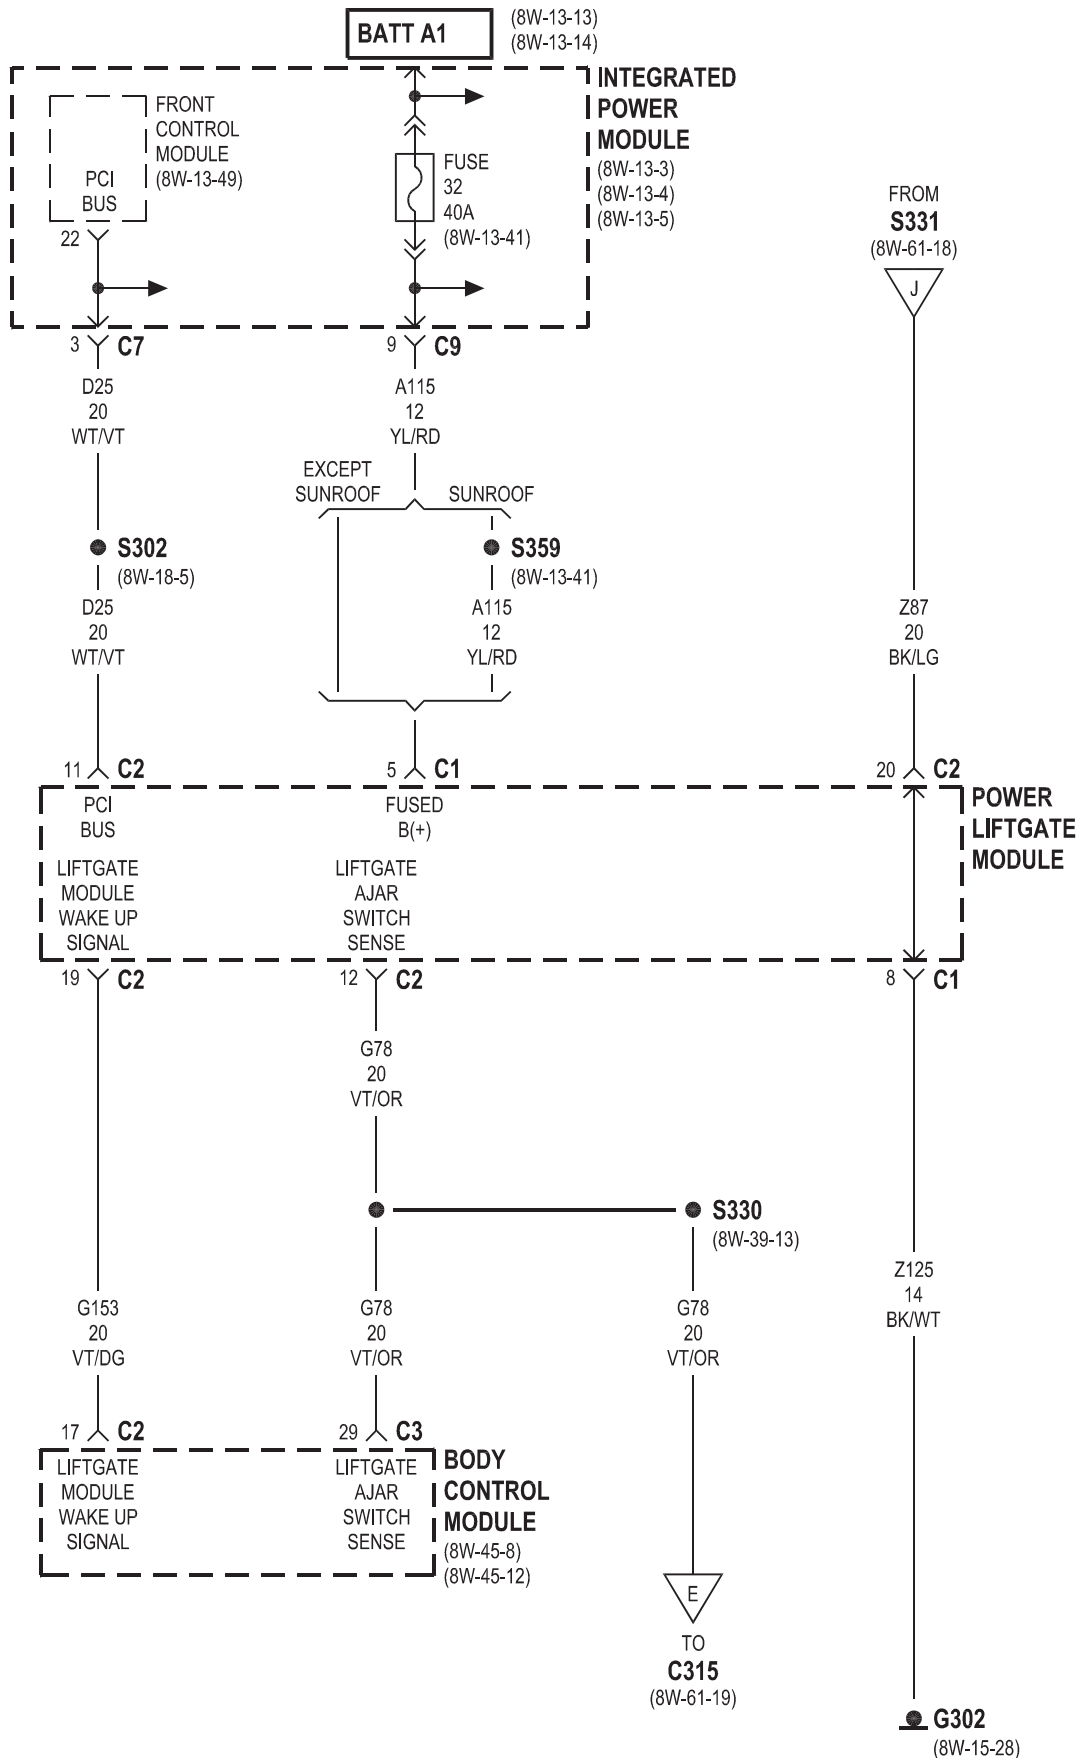 BATT A1
(8W-13-13)
(8W-13-14)
INTEGRATED
POWER
MODULE
(8W-13-3)
(8W-13-4)
(8W-13-5)
FRONT
CONTROL
MODULE
(8W-13-49)
PCI
BUS
22
FUSE
32
40A
(8W-13-41)
FROM
S331
(8W-61-18)
J
3 C7
9 C9
D25
20
WT/VT
A115
12
YL/RD
EXCEPT
SUNROOF
SUNROOF
S302
(8W-18-5)
S359
(8W-13-41)
D25
20
WT/VT
A115
12
YL/RD
Z87
20
BK/LG
11 C2
5 C1
20 C2
POWER
LIFTGATE
MODULE
PCI
BUS
FUSED
B(+)
LIFTGATE
MODULE
WAKE UP
SIGNAL
LIFTGATE
AJAR
SWITCH
SENSE
19 C2
12 C2
8 C1
G78
20
VT/OR
S330
(8W-39-13)
Z125
14
BK/WT
G153
20
VT/DG
G78
20
VT/OR
G78
20
VT/OR
17 C2
29 C3
BODY
CONTROL
MODULE
(8W-45-8)
(8W-45-12)
LIFTGATE
MODULE
WAKE UP
SIGNAL
LIFTGATE
AJAR
SWITCH
SENSE
E
TO
C315
(8W-61-19)
G302
(8W-15-28)